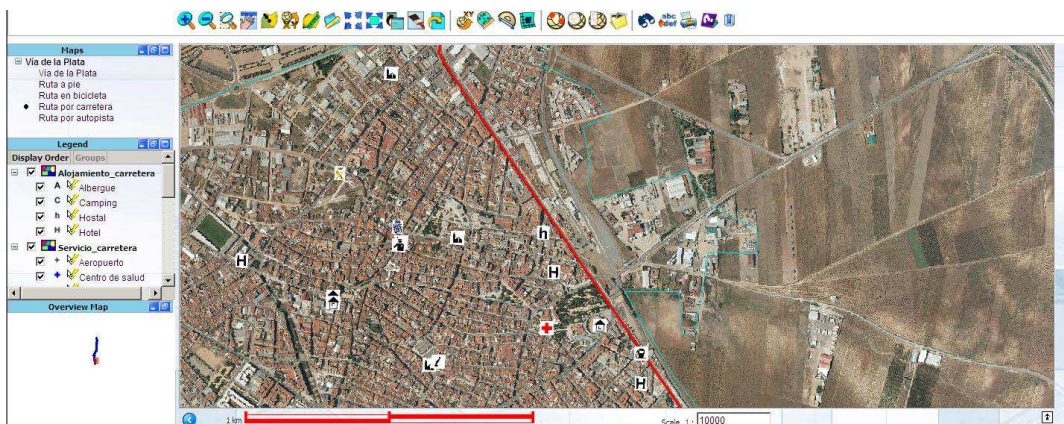 abc
def
Maps
Vía de la Plata
Vía de la Plata
Ruta a pie
Ruta en bicicleta
Ruta por carretera
Ruta por autopista
Legend
Display Order Groups
Alojamiento_carretera
A Albergue
C Camping
h Hostal
H Hotel
Servicio_carretera
Aeropuerto
Centro de salud
Overview Map
h
H
H
H
1 km
Scale 1: 10000